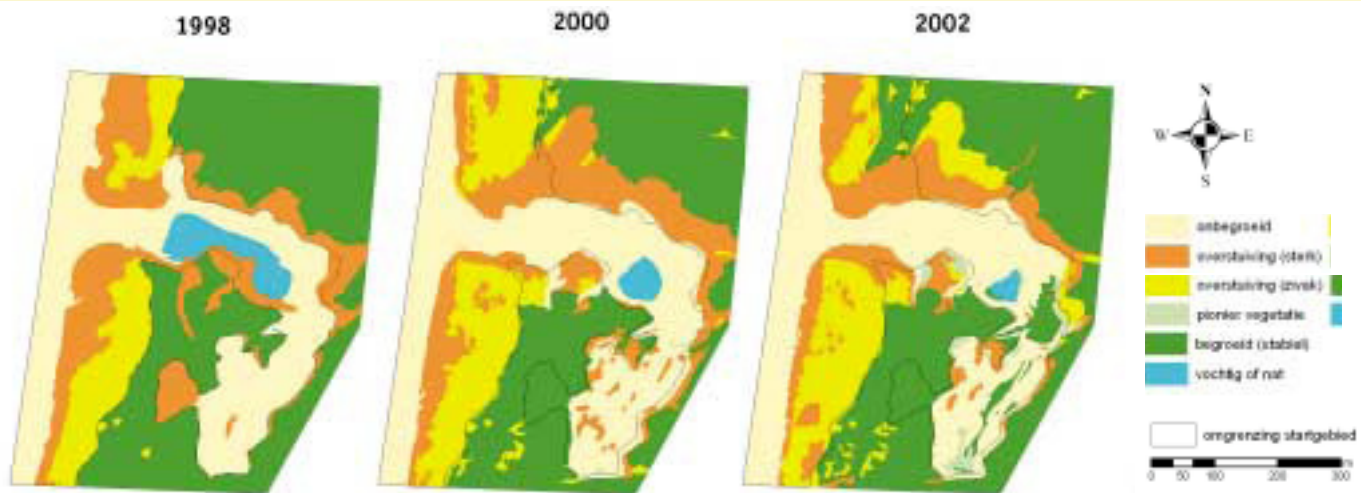 1998
2000
2002
N
W E
S
onbegroeid
overstuiving (sterk)
overstuiving (zwak)
pionier vegetatie
begroeid (stabiel)
vochtig of nat
omgrenzing startgebied
0 50 100 200 300 m